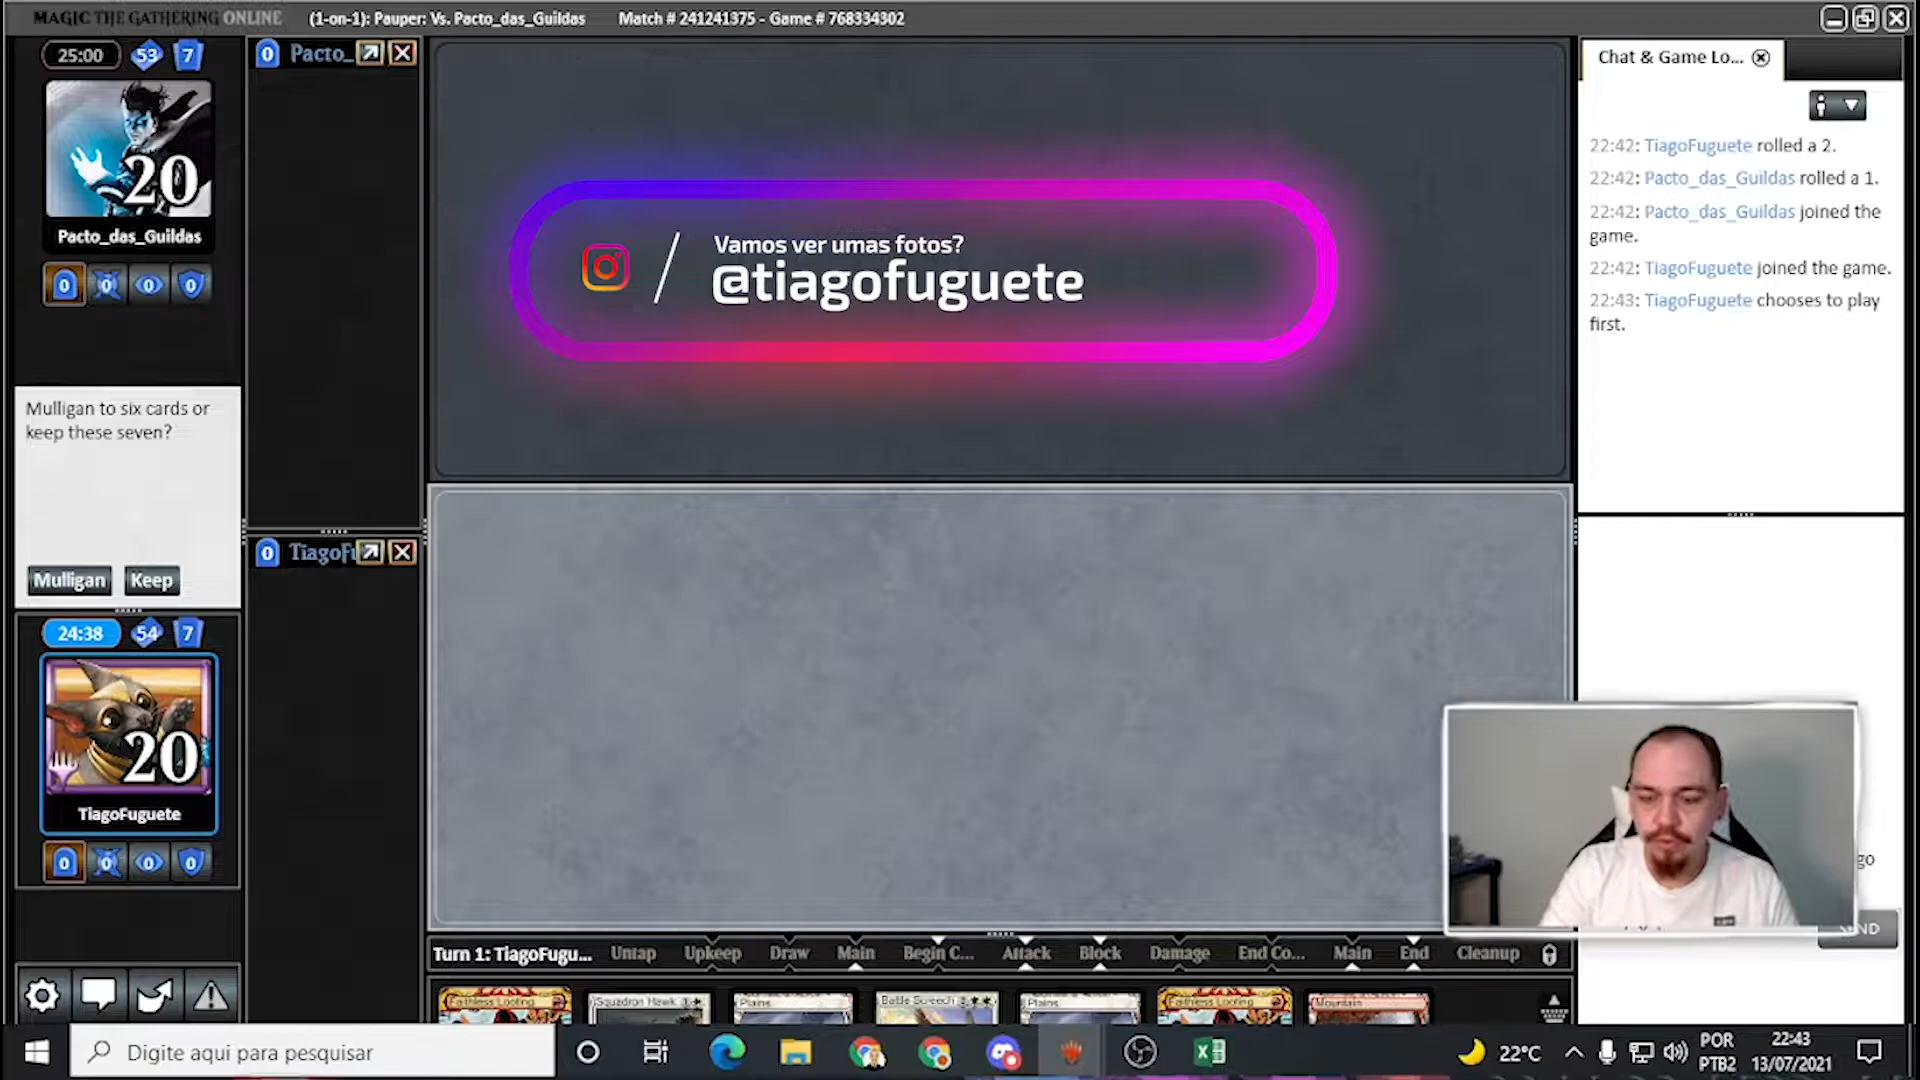 MAGIC THE GATHERING ONLINE
(1-on-1): Pauper: Vs. Pacto_das_Guildas
Match # 241241375 - Game # 768334302
25:00
53
7
20
Pacto_das_Guildas
0
0
0
0
0
Pacto_
Vamos ver umas fotos?
@tiagofuguete
Chat & Game Lo...
22:42: TiagoFuguete rolled a 2.
22:42: Pacto_das_Guildas rolled a 1.
22:42: Pacto_das_Guildas joined the
game.
22:42: TiagoFuguete joined the game.
22:43: TiagoFuguete chooses to play
first.
Mulligan to six cards or
keep these seven?
Mulligan
Keep
24:38
54
7
20
TiagoFuguete
0
0
0
0
0
TiagoFu
go
Turn 1: TiagoFugu...
Untap
Upkeep
Draw
Main
Begin C...
Attack
Block
Damage
End Co...
Main
End
Cleanup
Faithless Looting
Squadron Hawk
Plains
Battle Screech
Plains
Faithless Looting
Mountain
Digite aqui para pesquisar
22°C
POR
PTB2
22:43
13/07/2021